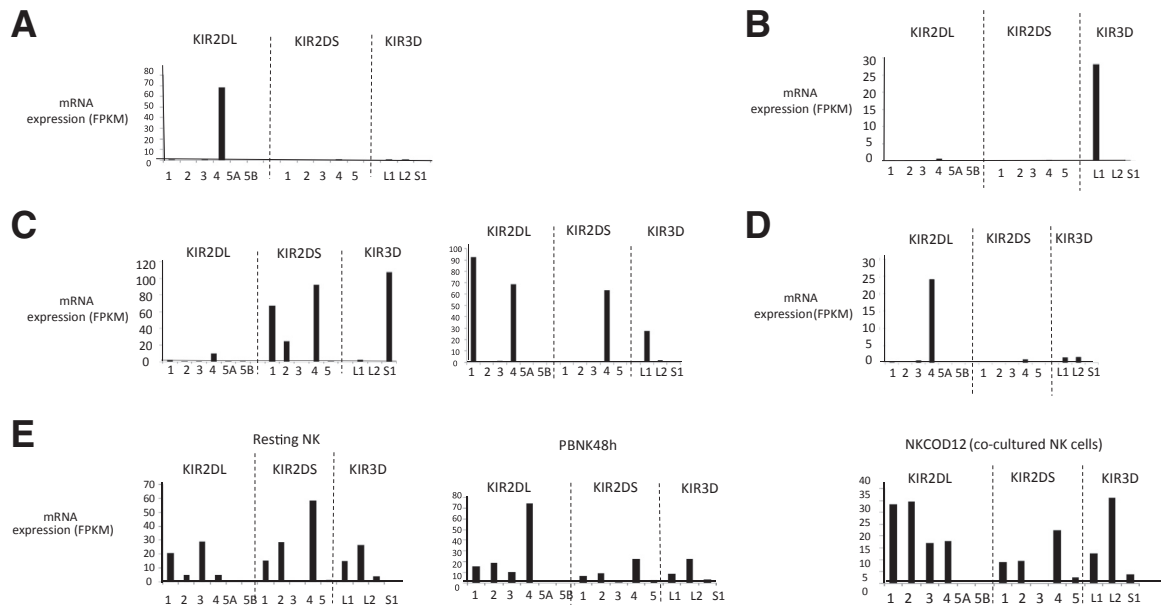 A
KIR2DL KIR2DS KIR3D
mRNA
expression (FPKM)
80
70
60
50
40
30
20
10
0
1 2 3 4 5A 5B 1 2 3 4 5 L1 L2 S1
B
KIR2DL KIR2DS KIR3D
mRNA
expression (FPKM)
30
25
20
15
10
5
0
1 2 3 4 5A 5B 1 2 3 4 5 L1 L2 S1
C
KIR2DL KIR2DS KIR3D
mRNA
expression (FPKM)
120
100
80
60
40
20
0
1 2 3 4 5A 5B 1 2 3 4 5 L1 L2 S1
KIR2DL KIR2DS KIR3D
100
90
80
70
60
50
40
30
20
10
0
1 2 3 4 5A 5B 1 2 3 4 5 L1 L2 S1
D
KIR2DL KIR2DS KIR3D
mRNA
expression(FPKM)
30
25
20
15
10
5
0
1 2 3 4 5A 5B 1 2 3 4 5 L1 L2 S1
E
Resting NK
KIR2DL KIR2DS KIR3D
mRNA
expression (FPKM)
70
60
50
40
30
20
10
0
1 2 3 4 5A 5B 1 2 3 4 5 L1 L2 S1
PBNK48h
KIR2DL KIR2DS KIR3D
80
70
60
50
40
30
20
10
0
1 2 3 4 5A 5B 1 2 3 4 5 L1 L2 S1
NKCOD12 (co-cultured NK cells)
KIR2DL KIR2DS KIR3D
40
35
30
25
20
15
10
5
0
1 2 3 4 5A 5B 1 2 3 4 5 L1 L2 S1